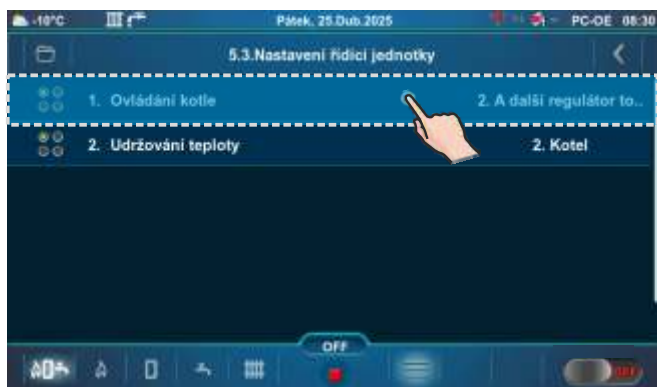 -10°C Pátek, 25.Dub.2025 PC-OE 08:30
5.3.Nastavení řídicí jednotky
1. Ovládání kotle 2. A další regulátor to..
2. Udržování teploty 2. Kotel
OFF
OFF